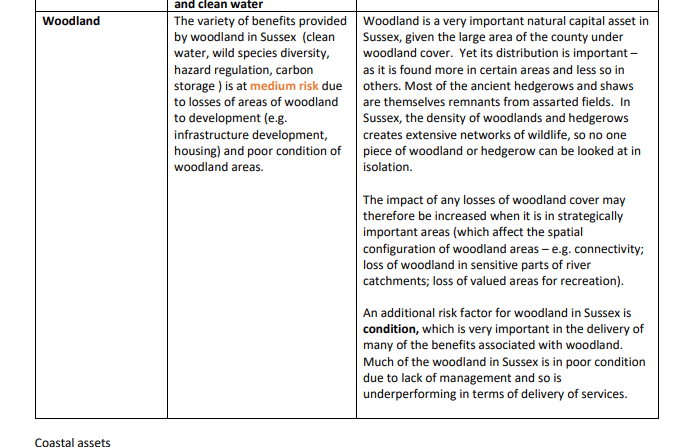 and clean water
Woodland
The variety of benefits provided
by woodland in Sussex (clean
water, wild species diversity,
hazard regulation, carbon
storage ) is at medium risk due
to losses of areas of woodland
to development (e.g.
infrastructure development,
housing) and poor condition of
woodland areas.
Woodland is a very important natural capital asset in
Sussex, given the large area of the county under
woodland cover. Yet its distribution is important –
as it is found more in certain areas and less so in
others. Most of the ancient hedgerows and shaws
are themselves remnants from assarted fields. In
Sussex, the density of woodlands and hedgerows
creates extensive networks of wildlife, so no one
piece of woodland or hedgerow can be looked at in
isolation.
The impact of any losses of woodland cover may
therefore be increased when it is in strategically
important areas (which affect the spatial
configuration of woodland areas – e.g. connectivity;
loss of woodland in sensitive parts of river
catchments; loss of valued areas for recreation).
An additional risk factor for woodland in Sussex is
condition, which is very important in the delivery of
many of the benefits associated with woodland.
Much of the woodland in Sussex is in poor condition
due to lack of management and so is
underperforming in terms of delivery of services.
Coastal assets